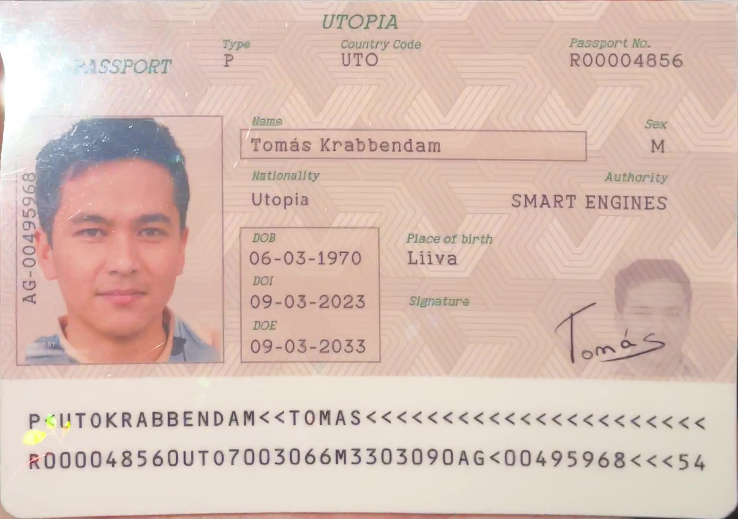 UTOPIA
PASSPORT
Type
P
Country Code
UTO
Passport No.
R00004856
Name
Tomás Krabbendam
Sex
M
Nationality
Utopia
Authority
SMART ENGINES
AG-00495968
DOB
06-03-1970
Place of birth
Liiva
DOI
09-03-2023
Signature
DOE
09-03-2033
Tomás
P<UTOKRABBENDAM<<TOMAS<<<<<<<<<<<<<<<<<<<<<<
R000048560UTO7003066M3303090AG<00495968<<<54